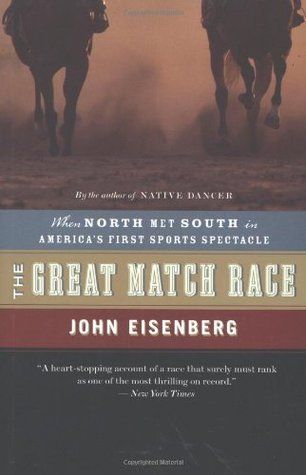 By the author of NATIVE DANCER
When NORTH MET SOUTH in
AMERICA'S FIRST SPORTS SPECTACLE
THE GREAT MATCH RACE
JOHN EISENBERG
"A heart-stopping account of a race that surely must rank
as one of the most thrilling on record."
— New York Times